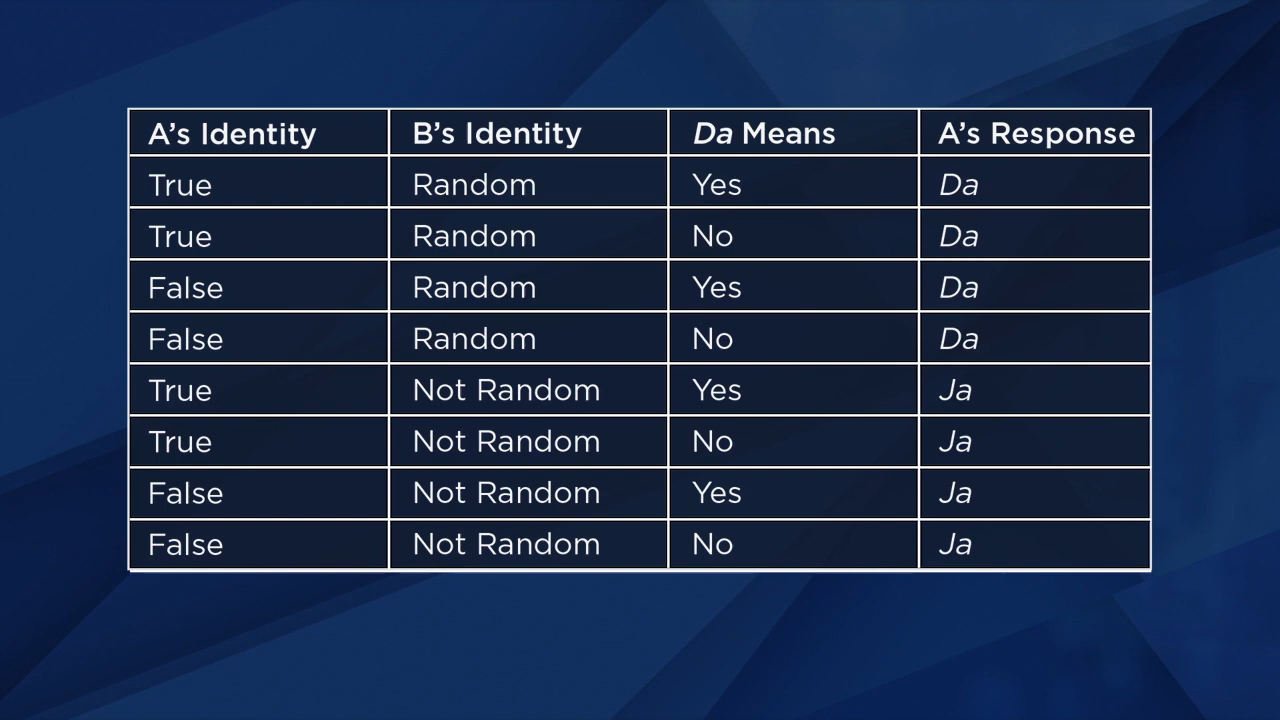 A’s Identity B’s Identity Da Means A’s Response
True Random Yes Da
True Random No Da
False Random Yes Da
False Random No Da
True Not Random Yes Ja
True Not Random No Ja
False Not Random Yes Ja
False Not Random No Ja